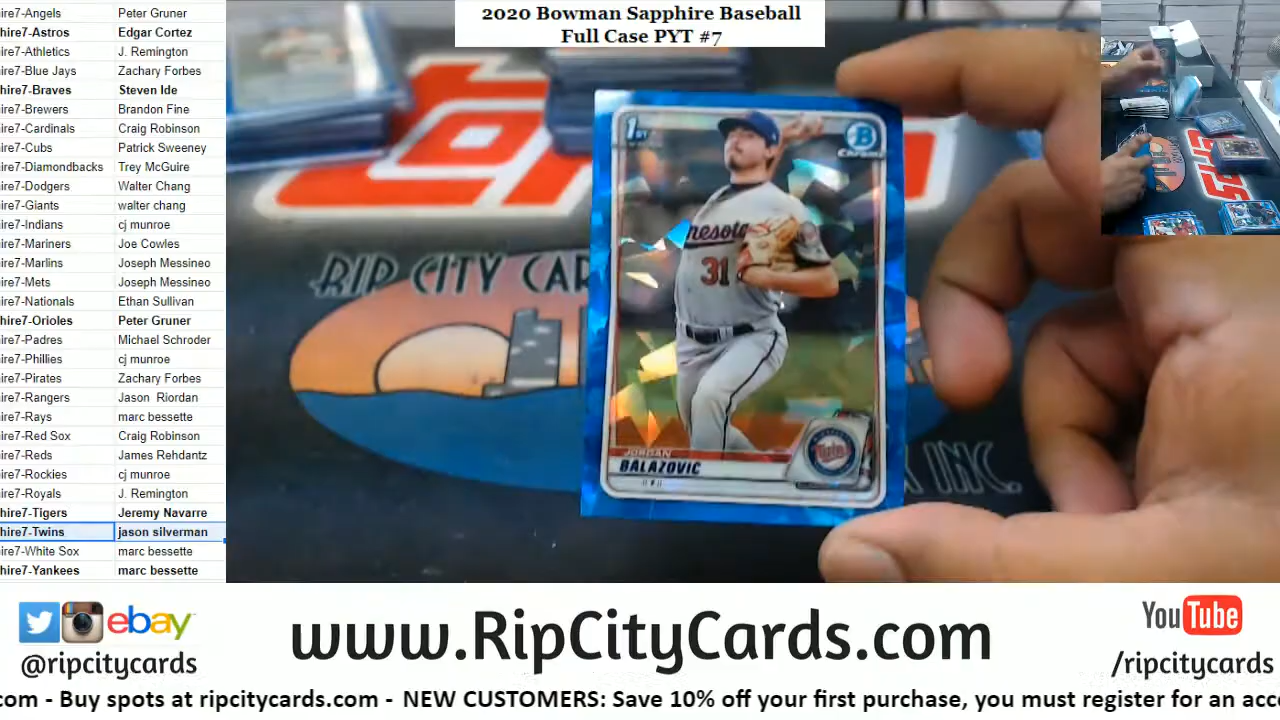 2020 Bowman Sapphire Baseball
Full Case PYT #7
hire7-Angels Peter Gruner
hire7-Astros Edgar Cortez
ire7-Athletics J. Remington
ire7-Blue Jays Zachary Forbes
hire7-Braves Steven Ide
ire7-Brewers Brandon Fine
ire7-Cardinals Craig Robinson
ire7-Cubs Patrick Sweeney
ire7-Diamondbacks Trey McGuire
ire7-Dodgers Walter Chang
ire7-Giants walter chang
ire7-Indians cj munroe
ire7-Mariners Joe Cowles
ire7-Marlins Joseph Messineo
ire7-Mets Joseph Messineo
ire7-Nationals Ethan Sullivan
hire7-Orioles Peter Gruner
ire7-Padres Michael Schroder
ire7-Phillies cj munroe
ire7-Pirates Zachary Forbes
ire7-Rangers Jason Riordan
ire7-Rays marc bessette
ire7-Red Sox Craig Robinson
ire7-Reds James Rehdantz
ire7-Rockies cj munroe
ire7-Royals J. Remington
hire7-Tigers Jeremy Navarre
hire7-Twins jason silverman
ire7-White Sox marc bessette
hire7-Yankees marc bessette
RIP CITY CAR
INC.
1ST
B
Chrome
nesota
31
JORDAN
BALAZOVIC
Twins
ebay
@ripcitycards
www.RipCityCards.com
YouTube
/ripcitycards
com - Buy spots at ripcitycards.com - NEW CUSTOMERS: Save 10% off your first purchase, you must register for an acc